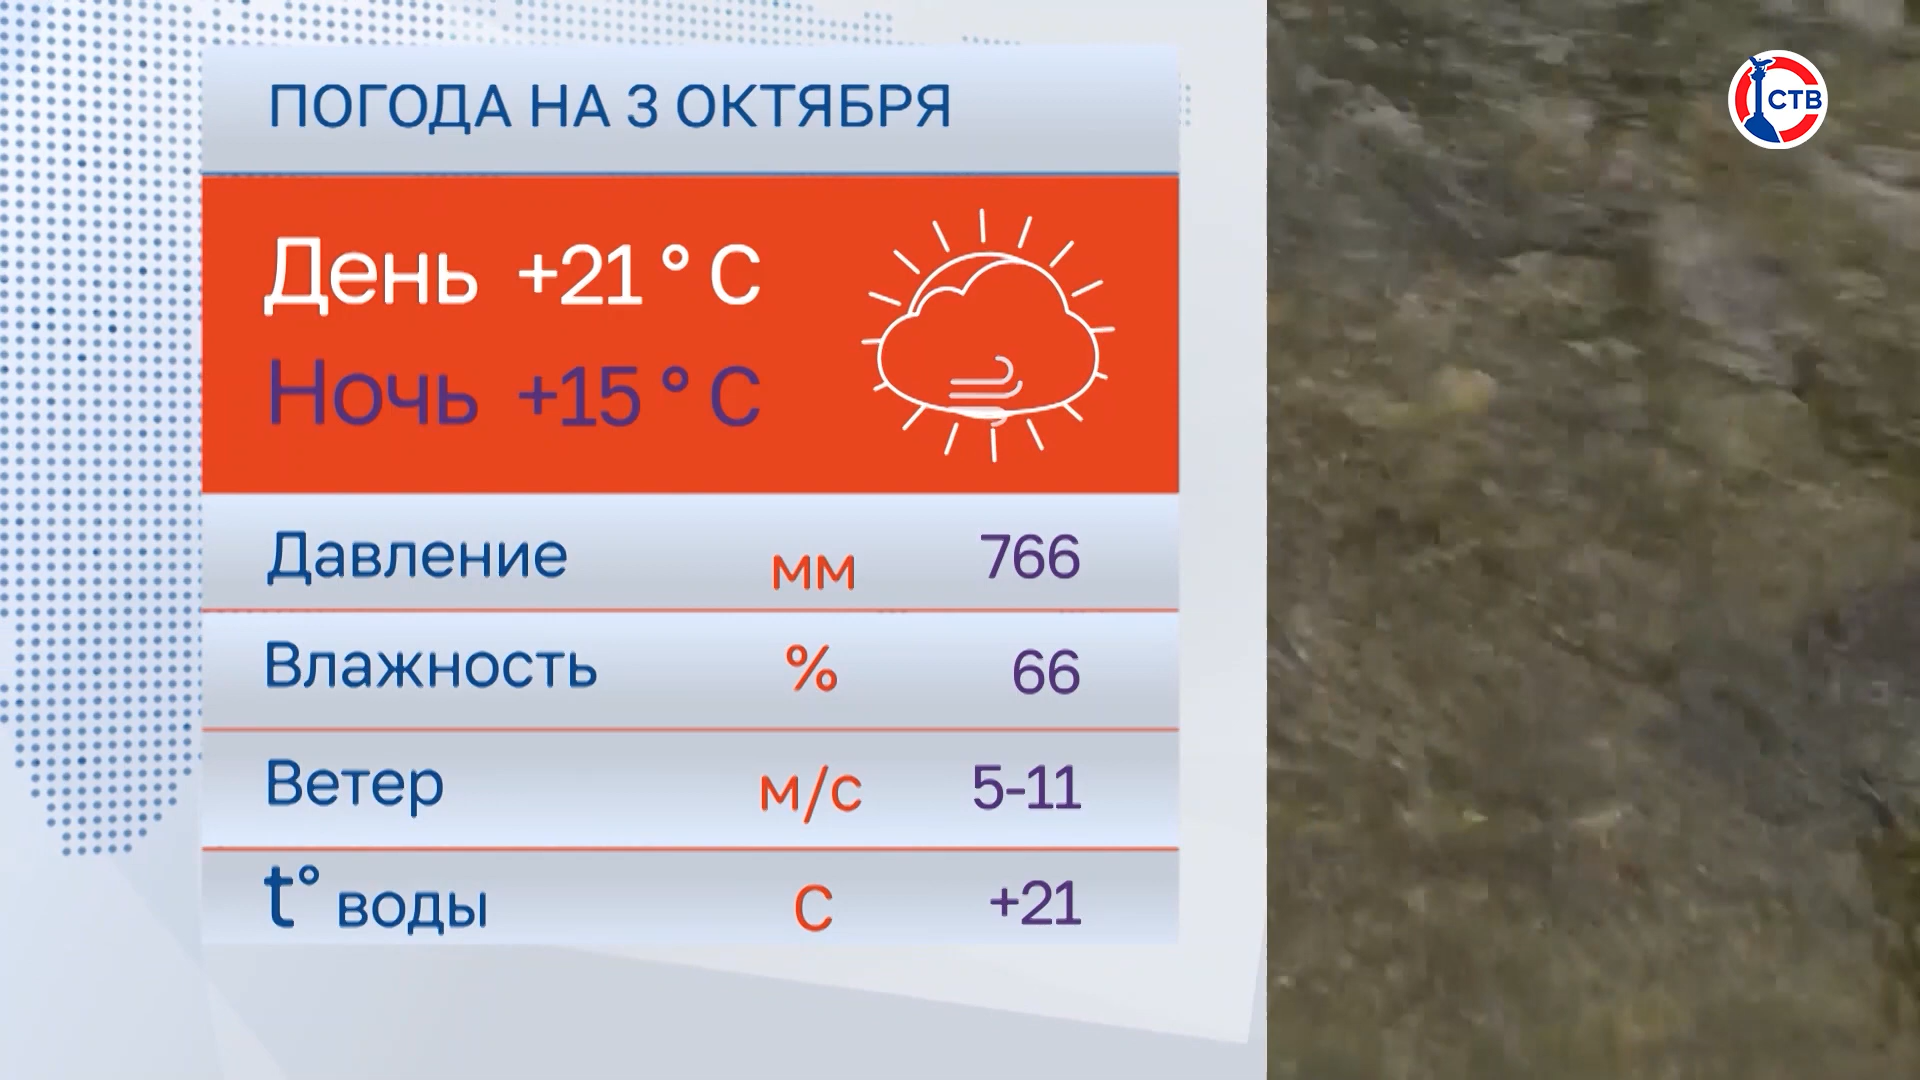 ПОГОДА НА 3 ОКТЯБРЯ
СТВ
День +21 ° С
Ночь +15 ° С
Давление мм 766
Влажность % 66
Ветер м/с 5-11
t° воды С +21